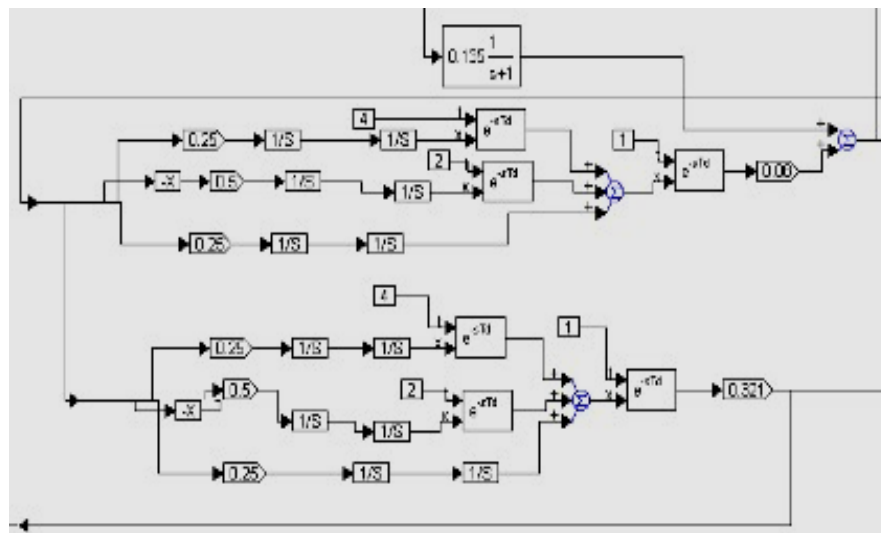 0.155 1
s+1
4
0.25 1/S 1/S e^-sTd
2
-X 0.5 1/S 1/S e^-sTd
1
Σ e^-sTd 0.00 Σ
0.25 1/S 1/S
4
0.25 1/S 1/S e^-sTd
1
2
-X 0.5 1/S 1/S e^-sTd
Σ e^-sTd 0.321
0.25 1/S 1/S